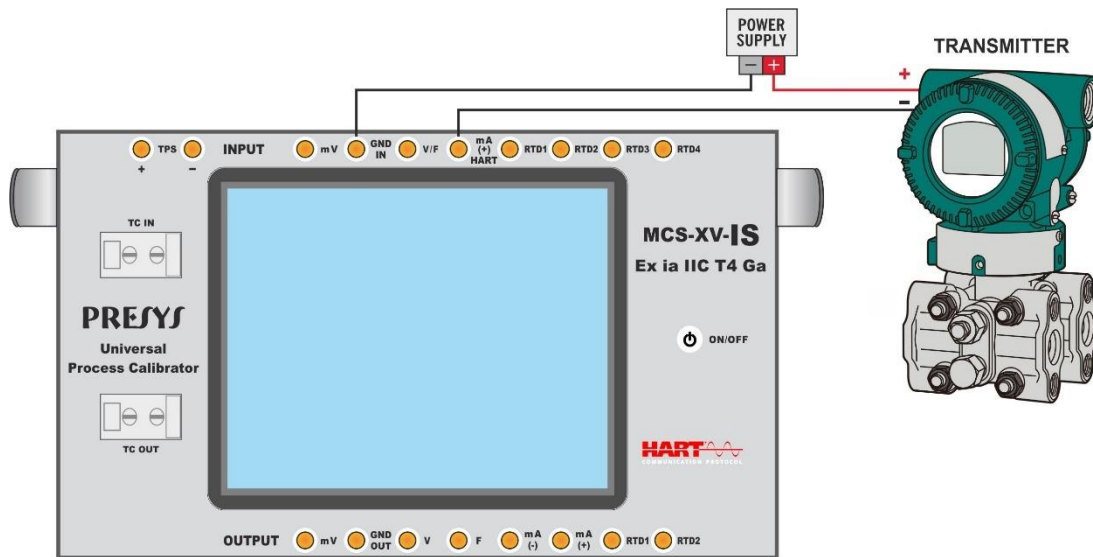 POWER
SUPPLY
− +
TRANSMITTER
+
−
TPS
+ −
INPUT
mV
GND
IN
V/F
mA
(+)
HART
RTD1
RTD2
RTD3
RTD4
TC IN
MCS-XV-IS
Ex ia IIC T4 Ga
PRESYS
Universal
Process Calibrator
ON/OFF
TC OUT
HART
COMMUNICATION PROTOCOL
OUTPUT
mV
GND
OUT
V
F
mA
(-)
mA
(+)
RTD1
RTD2